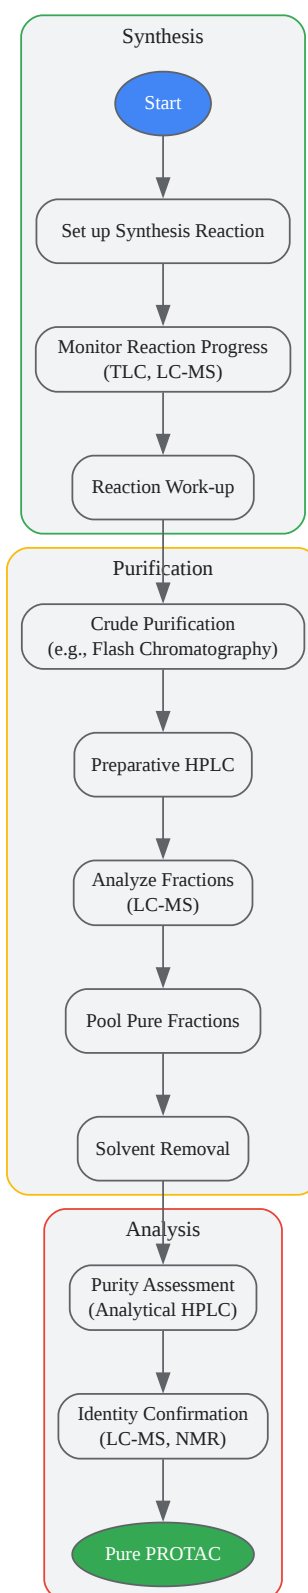 Synthesis
Start
Set up Synthesis Reaction
Monitor Reaction Progress
(TLC, LC-MS)
Reaction Work-up
Purification
Crude Purification
(e.g., Flash Chromatography)
Preparative HPLC
Analyze Fractions
(LC-MS)
Pool Pure Fractions
Solvent Removal
Analysis
Purity Assessment
(Analytical HPLC)
Identity Confirmation
(LC-MS, NMR)
Pure PROTAC